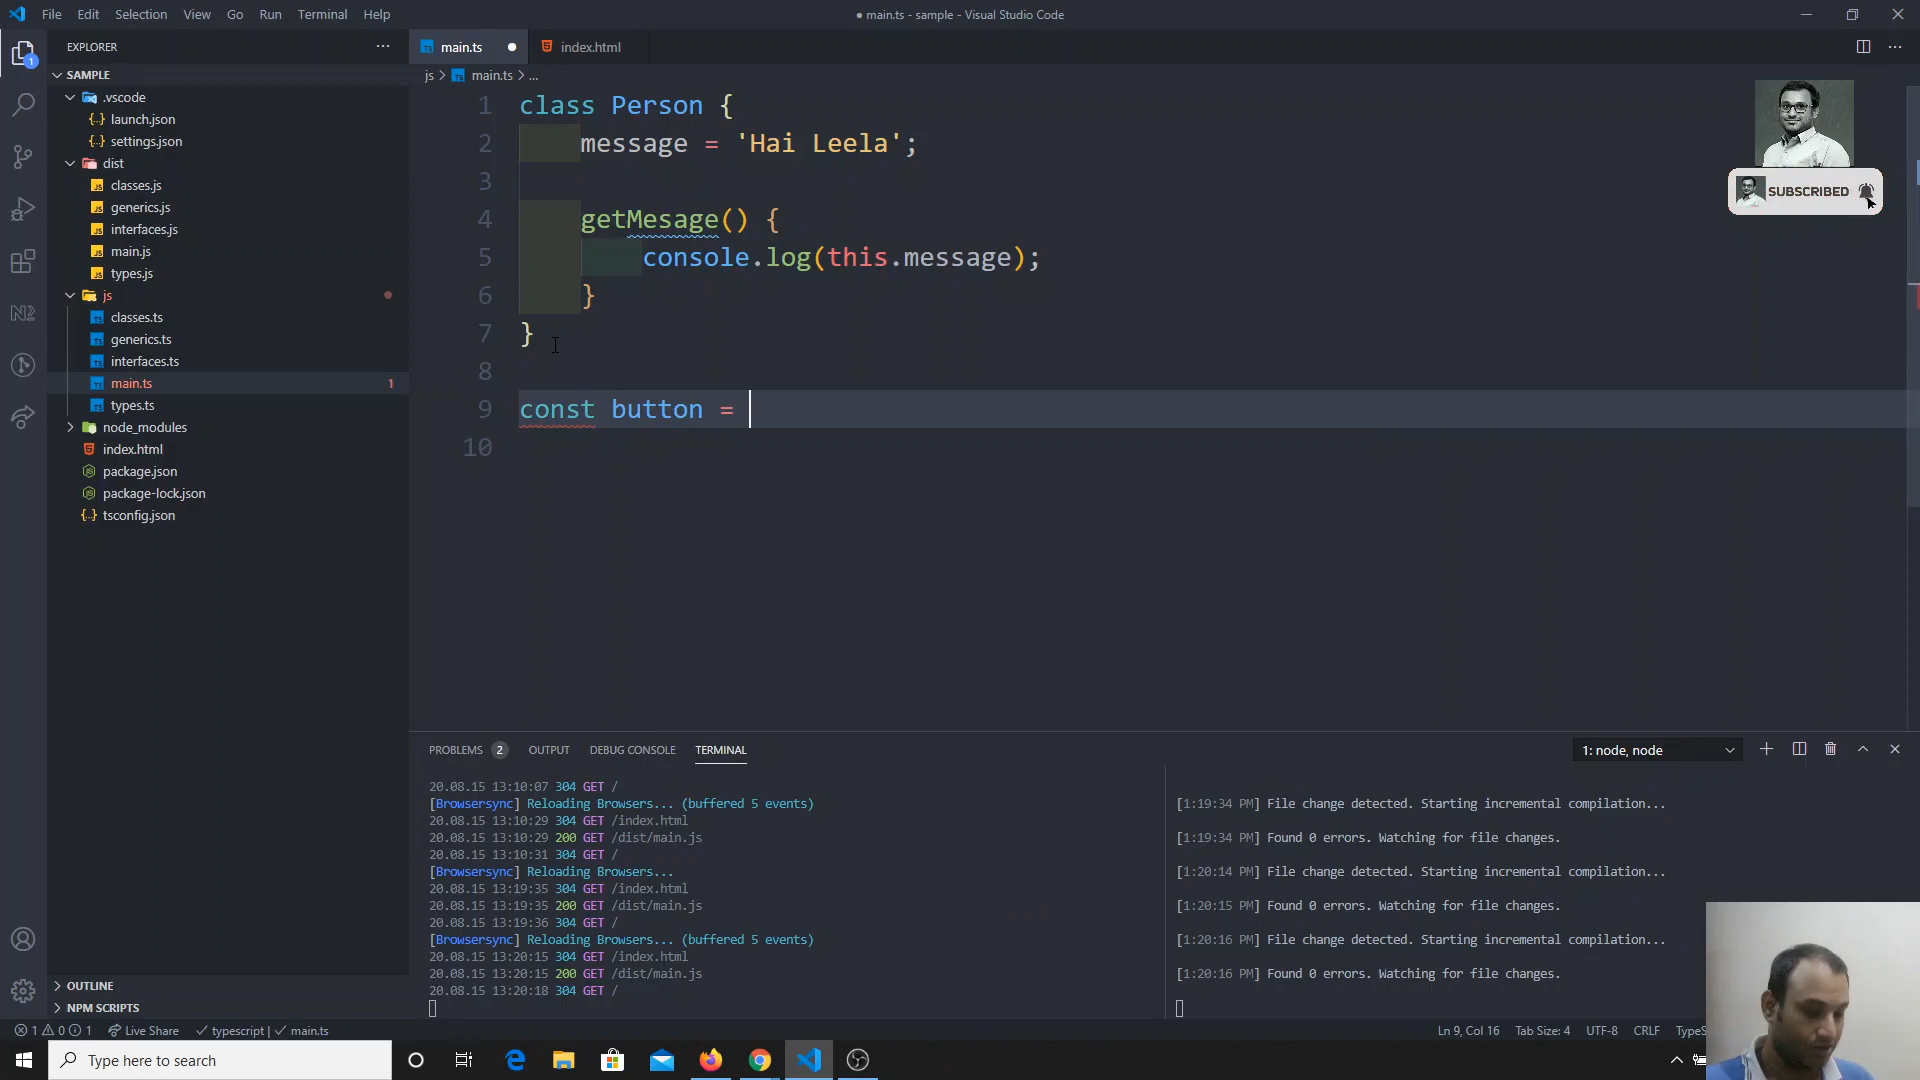 File Edit Selection View Go Run Terminal Help
● main.ts - sample - Visual Studio Code
EXPLORER
SAMPLE
.vscode
launch.json
settings.json
dist
classes.js
generics.js
interfaces.js
main.js
types.js
js
classes.ts
generics.ts
interfaces.ts
main.ts 1
types.ts
node_modules
index.html
package.json
package-lock.json
tsconfig.json
OUTLINE
NPM SCRIPTS
1
main.ts ●
index.html
js > main.ts > ...
1 class Person {
2 message = 'Hai Leela';
3
4 getMesage() {
5 console.log(this.message);
6 }
7 }
8
9 const button =
10
SUBSCRIBED
PROBLEMS 2 OUTPUT DEBUG CONSOLE TERMINAL
1: node, node
20.08.15 13:10:07 304 GET /
[Browsersync] Reloading Browsers... (buffered 5 events)
20.08.15 13:10:29 304 GET /index.html
20.08.15 13:10:29 200 GET /dist/main.js
20.08.15 13:10:31 304 GET /
[Browsersync] Reloading Browsers...
20.08.15 13:19:35 304 GET /index.html
20.08.15 13:19:35 200 GET /dist/main.js
20.08.15 13:19:36 304 GET /
[Browsersync] Reloading Browsers... (buffered 5 events)
20.08.15 13:20:15 304 GET /index.html
20.08.15 13:20:15 200 GET /dist/main.js
20.08.15 13:20:18 304 GET /
[1:19:34 PM] File change detected. Starting incremental compilation...
[1:19:34 PM] Found 0 errors. Watching for file changes.
[1:20:14 PM] File change detected. Starting incremental compilation...
[1:20:15 PM] Found 0 errors. Watching for file changes.
[1:20:16 PM] File change detected. Starting incremental compilation...
[1:20:16 PM] Found 0 errors. Watching for file changes.
1 0 1 Live Share typescript | main.ts
Ln 9, Col 16 Tab Size: 4 UTF-8 CRLF TypeS
Type here to search